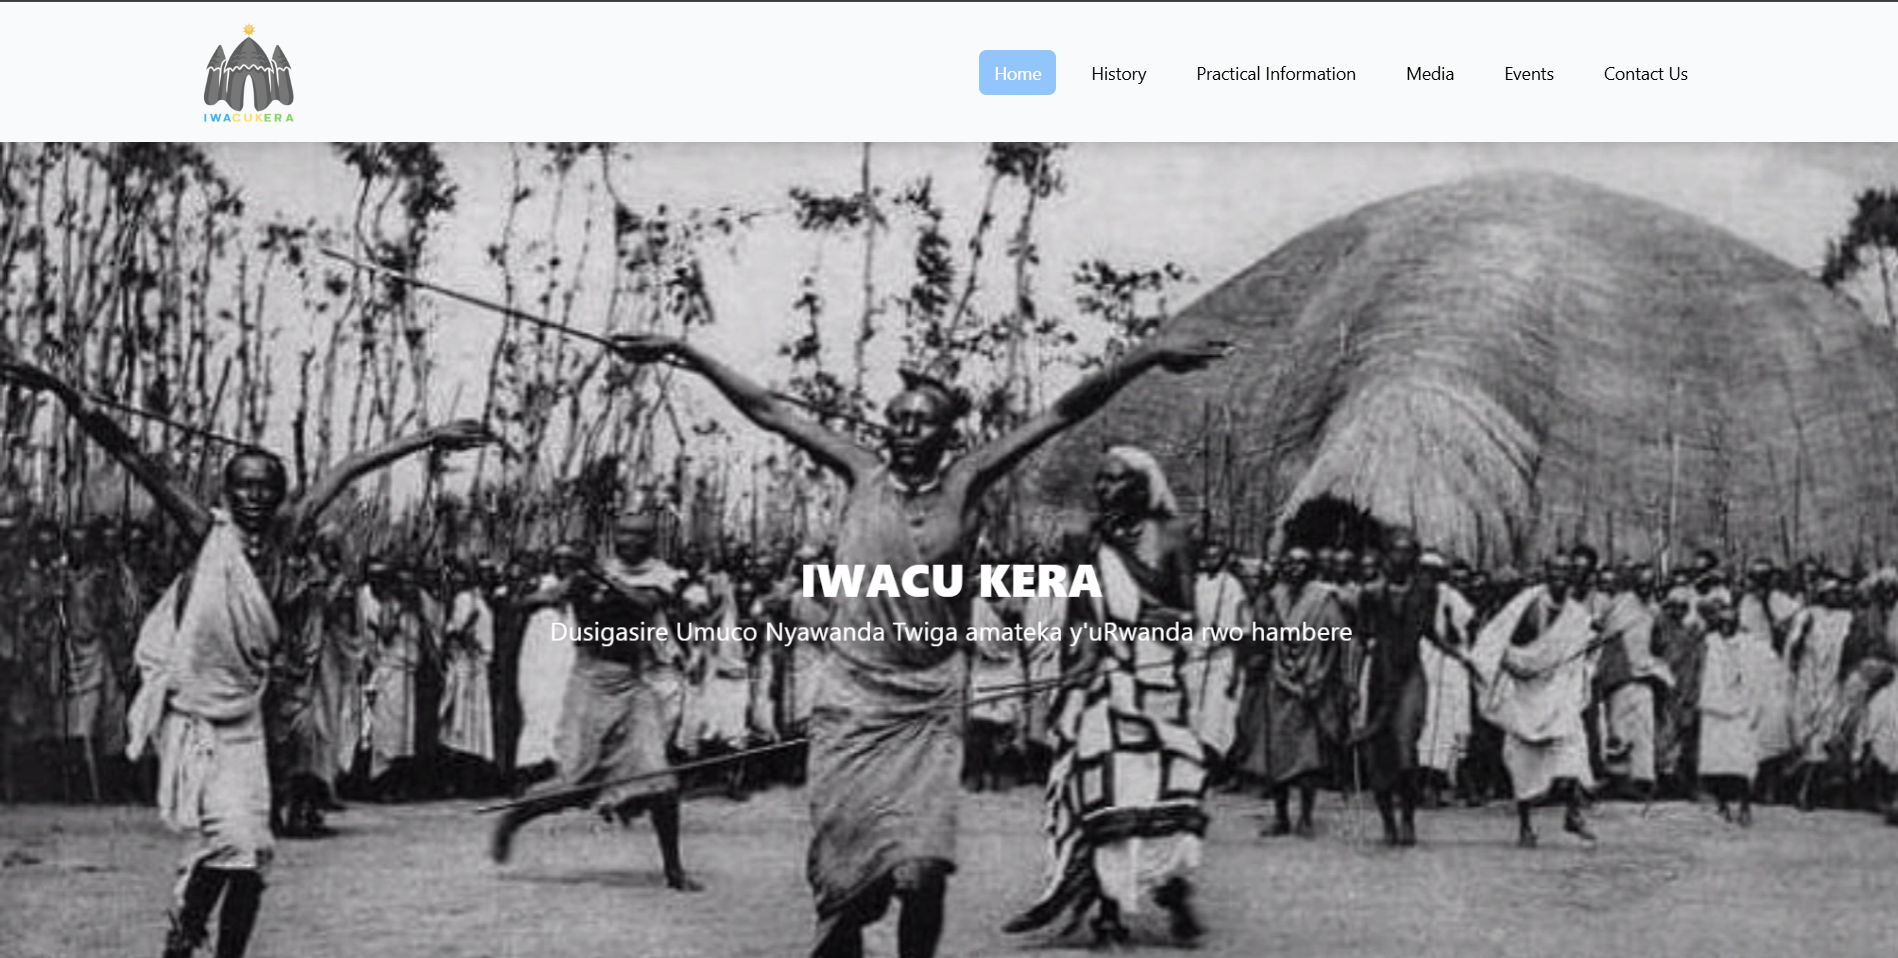 IWACUKERA
Home
History
Practical Information
Media
Events
Contact Us
IWACU KERA
Dusigasire Umuco Nyawanda Twiga amateka y'uRwanda rwo hambere